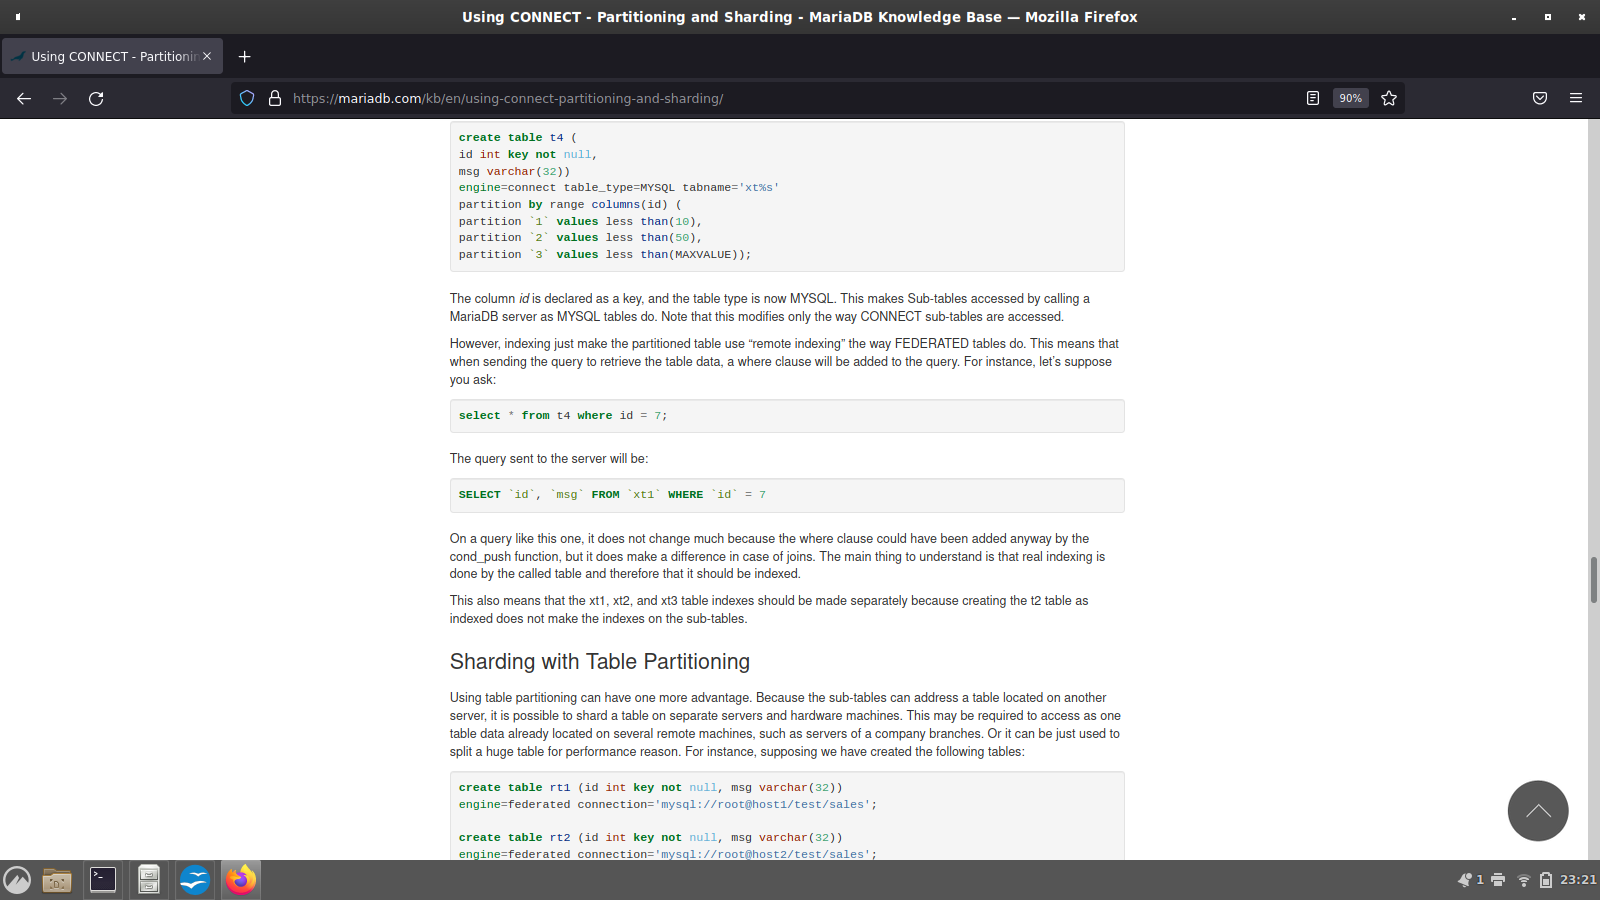 Using CONNECT - Partitioning and Sharding - MariaDB Knowledge Base — Mozilla Firefox
Using CONNECT - Partitionin
https://mariadb.com/kb/en/using-connect-partitioning-and-sharding/
90%
create table t4 (
id int key not null,
msg varchar(32))
engine=connect table_type=MYSQL tabname='xt%s'
partition by range columns(id) (
partition `1` values less than(10),
partition `2` values less than(50),
partition `3` values less than(MAXVALUE));
The column id is declared as a key, and the table type is now MYSQL. This makes Sub-tables accessed by calling a
MariaDB server as MYSQL tables do. Note that this modifies only the way CONNECT sub-tables are accessed.
However, indexing just make the partitioned table use “remote indexing” the way FEDERATED tables do. This means that
when sending the query to retrieve the table data, a where clause will be added to the query. For instance, let’s suppose
you ask:
select * from t4 where id = 7;
The query sent to the server will be:
SELECT `id`, `msg` FROM `xt1` WHERE `id` = 7
On a query like this one, it does not change much because the where clause could have been added anyway by the
cond_push function, but it does make a difference in case of joins. The main thing to understand is that real indexing is
done by the called table and therefore that it should be indexed.
This also means that the xt1, xt2, and xt3 table indexes should be made separately because creating the t2 table as
indexed does not make the indexes on the sub-tables.
Sharding with Table Partitioning
Using table partitioning can have one more advantage. Because the sub-tables can address a table located on another
server, it is possible to shard a table on separate servers and hardware machines. This may be required to access as one
table data already located on several remote machines, such as servers of a company branches. Or it can be just used to
split a huge table for performance reason. For instance, supposing we have created the following tables:
create table rt1 (id int key not null, msg varchar(32))
engine=federated connection='mysql://root@host1/test/sales';
create table rt2 (id int key not null, msg varchar(32))
engine=federated connection='mysql://root@host2/test/sales';
1
23:21